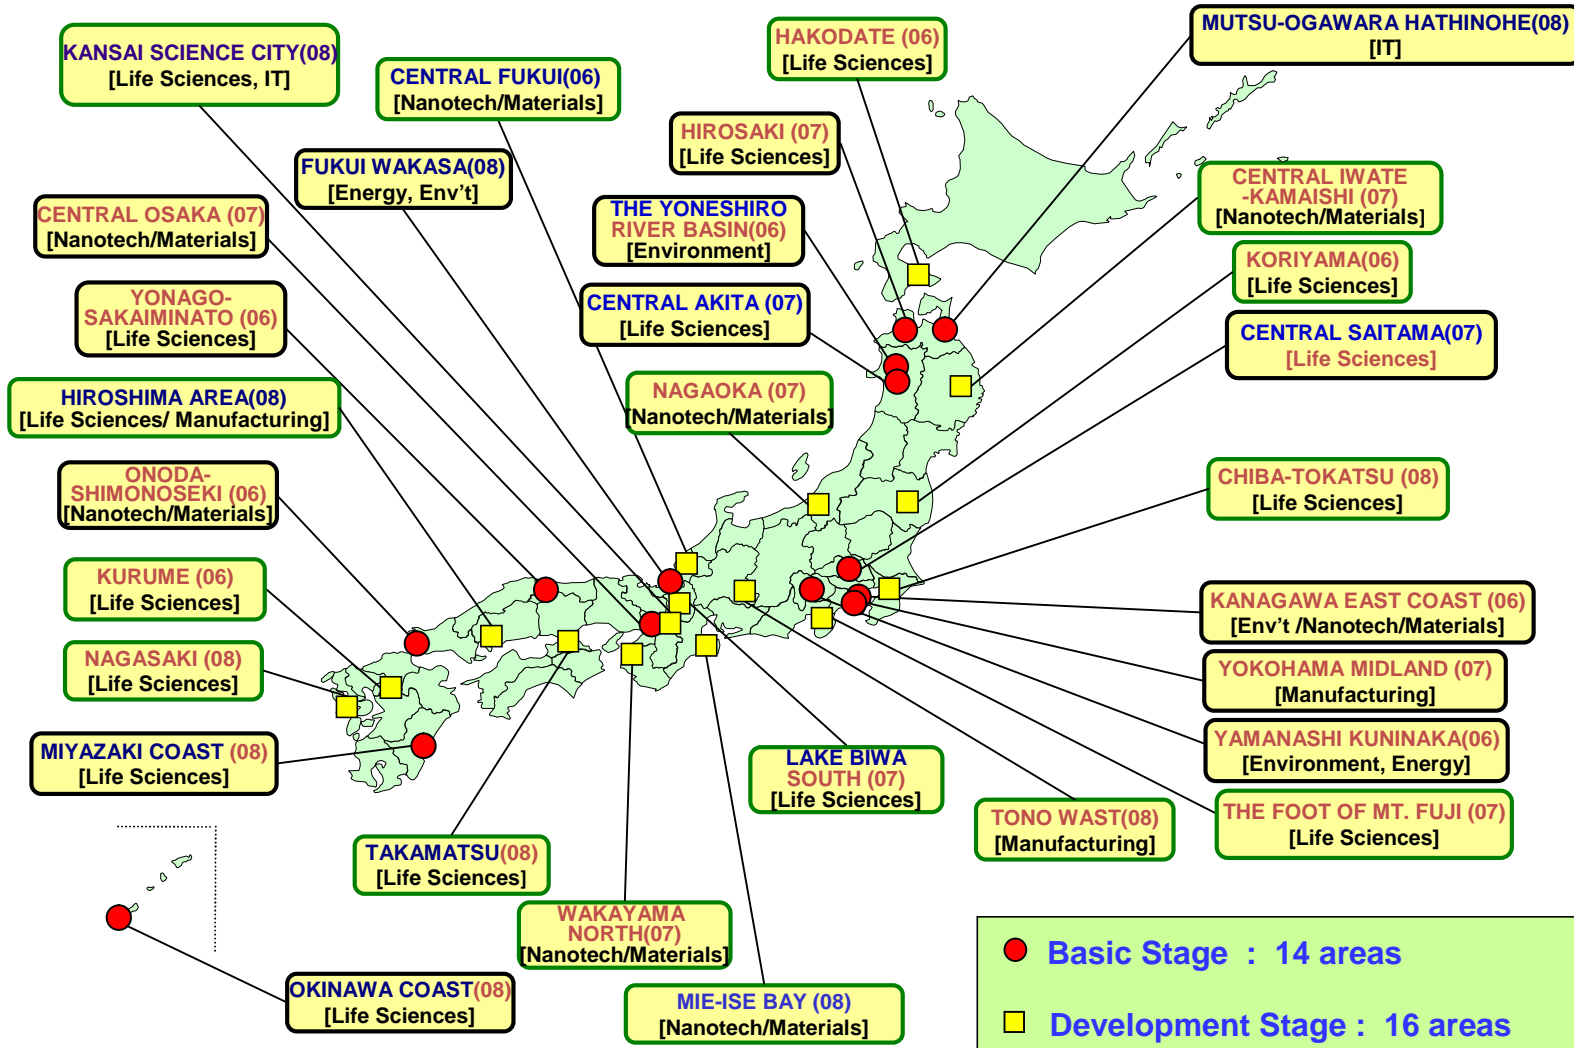 KANSAI SCIENCE CITY(08)
[Life Sciences, IT]
CENTRAL FUKUI(06)
[Nanotech/Materials]
HAKODATE (06)
[Life Sciences]
MUTSU-OGAWARA HATHINOHE(08)
[IT]
HIROSAKI (07)
[Life Sciences]
FUKUI WAKASA(08)
[Energy, Env't]
CENTRAL IWATE
-KAMAISHI (07)
[Nanotech/Materials]
CENTRAL OSAKA (07)
[Nanotech/Materials]
THE YONESHIRO
RIVER BASIN(06)
[Environment]
KORIYAMA(06)
[Life Sciences]
YONAGO-
SAKAIMINATO (06)
[Life Sciences]
CENTRAL AKITA (07)
[Life Sciences]
CENTRAL SAITAMA(07)
[Life Sciences]
HIROSHIMA AREA(08)
[Life Sciences/ Manufacturing]
NAGAOKA (07)
[Nanotech/Materials]
ONODA-
SHIMONOSEKI (06)
[Nanotech/Materials]
CHIBA-TOKATSU (08)
[Life Sciences]
KURUME (06)
[Life Sciences]
KANAGAWA EAST COAST (06)
[Env't /Nanotech/Materials]
NAGASAKI (08)
[Life Sciences]
YOKOHAMA MIDLAND (07)
[Manufacturing]
MIYAZAKI COAST (08)
[Life Sciences]
LAKE BIWA
SOUTH (07)
[Life Sciences]
YAMANASHI KUNINAKA(06)
[Environment, Energy]
TONO WAST(08)
[Manufacturing]
THE FOOT OF MT. FUJI (07)
[Life Sciences]
TAKAMATSU(08)
[Life Sciences]
WAKAYAMA
NORTH(07)
[Nanotech/Materials]
OKINAWA COAST(08)
[Life Sciences]
MIE-ISE BAY (08)
[Nanotech/Materials]
Basic Stage : 14 areas
Development Stage : 16 areas